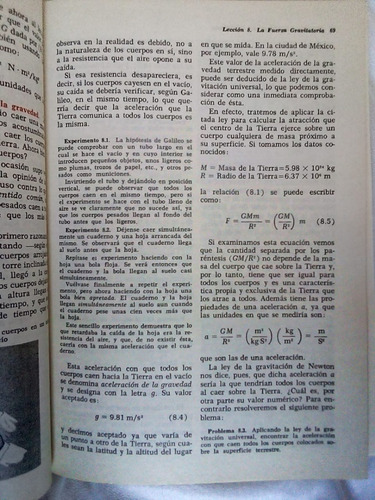 Lección 8. La Fuerza Gravitatoria 89
observa en la realidad es debido, no a
la naturaleza de los cuerpos en sí, sino
a la resistencia que el aire opone a su
caída.
Si esa resistencia desapareciera, es
decir, si los cuerpos cayesen en el vacío,
su caída se debería verificar, según Ga-
lileo, en el mismo tiempo, lo que que-
ría decir que la aceleración que la
Tierra comunica a todos los cuerpos es
la misma.
Experimento 8.1. La hipótesis de Galileo se
puede comprobar con un tubo largo en el
cual se hace el vacío y en cuyo interior se
introducen pequeños objetos, unos ligeros co-
mo plumas, trozos de papel, etc., y otros pe-
sados como municiones.
Invirtiendo el tubo y dejándolo en posición
vertical, se puede observar que todos los
cuerpos caen en el mismo tiempo, pero si
el experimento se hace con el tubo lleno de
aire se ve claramente que no sucede así, ya
que los cuerpos pesados llegan al fondo del
tubo antes que los ligeros.
Experimento 8.2. Déjense caer simultánea-
mente un cuaderno y una hoja arrancada del
mismo. Se observará que el cuaderno llega
al suelo antes que la hoja.
Repítase su experimento haciendo con la
hoja una bola floja. Se verá entonces que
el cuaderno y la bola llegan al suelo casi
simultáneamente.
Vuélvase finalmente a repetir el experi-
mento, pero ahora haciendo con la hoja una
bola bien apretada. El cuaderno y la hoja
llegan simultáneamente al suelo aun cuando
el cuaderno pese unas cien veces más que
la hoja.
Este sencillo experimento demuestra que lo
que retardaba la caída de la hoja era la re-
sistencia del aire, y que, de no existir ésta,
sería con la misma aceleración que el cua-
derno.
Esta aceleración con que todos los
cuerpos caen hacia la Tierra en el vacío
se denomina aceleración de la gravedad
y se designa con la letra g. Su valor
aceptado es:
g = 9.81 m/s² (8.4)
y decimos aceptado ya que varía de
un punto a otro de la Tierra, según cua-
les sean la latitud y la altitud del lugar
en que se mida. En la ciudad de México,
por ejemplo, vale 9.78 m/s².
Este valor de la aceleración de la gra-
vedad terrestre medido directamente,
puede ser deducido de la ley de la gra-
vitación universal, lo que podemos con-
siderar como una inmediata comproba-
ción de ésta.
En efecto, tratemos de aplicar la ci-
tada ley para calcular la atracción que
el centro de la Tierra ejerce sobre un
cuerpo cualquiera de masa próximo a
su superficie. Si tomamos los datos co-
nocidos:
M = Masa de la Tierra=5.98 ×
R = Radio de la Tierra=6.37 × 10⁶ m
la relación (8.1) se puede escribir
como:
F = GMm/R² = (GM/R²) m (8.5)
Si examinamos esta ecuación vemos
que la cantidad separada por los pa-
réntesis (GM/R²) no depende de la ma-
sa del cuerpo que cae sobre la Tierra y,
por lo tanto, tiene que ser igual para
todos los cuerpos y es una caracterís-
tica propia y exclusiva de la Tierra que
los atrae a todos. Además tiene las pro-
piedades de una aceleración a, ya que
las unidades en que se mediría son:
a = GM/R² = (m³/kg S²) (kg/m²) = m/S²
que son las de una aceleración.
La ley de la gravitación de Newton
nos dice, pues, que dicha aceleración a
sería la que tendrían todos los cuerpos
al caer sobre la Tierra. ¿Cuál es, por
otra parte su valor numérico? Para en-
contrarlo resolveremos el siguiente pro-
blema:
Problema 8.3. Aplicando la ley de la gra-
vitación universal, encontrar la aceleración
con que caen todos los cuerpos colocados so-
bre la superficie terrestre.